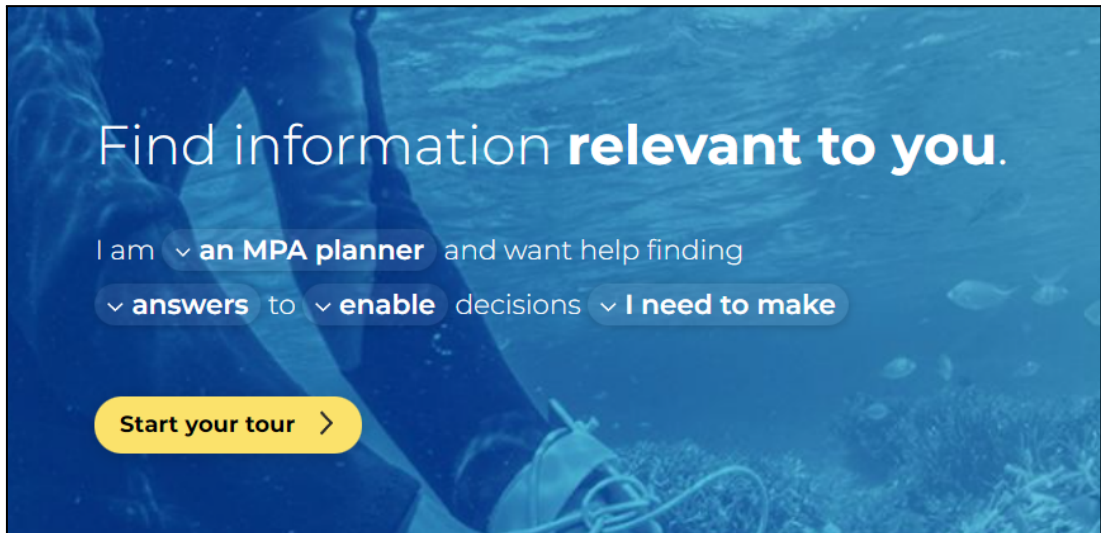 Find information relevant to you.
I am an MPA planner and want help finding
answers to enable decisions I need to make
Start your tour